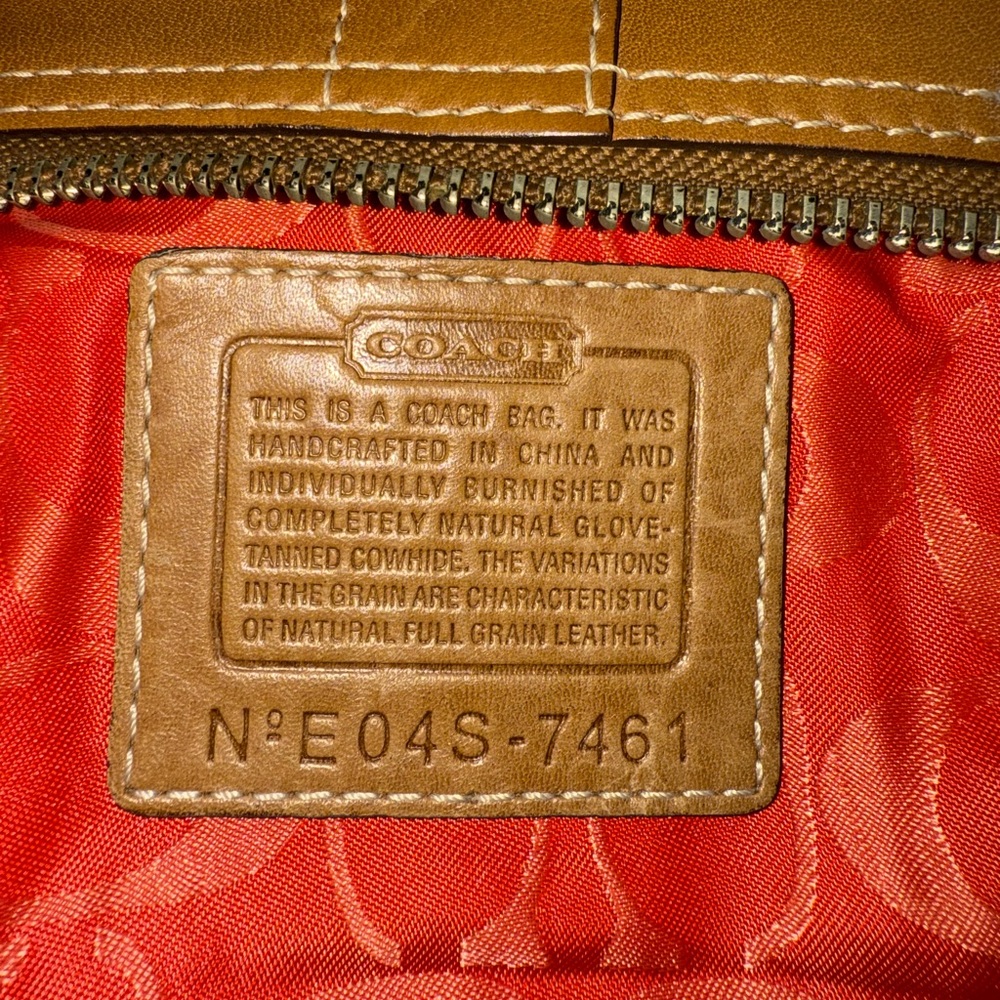 COACH
THIS IS A COACH BAG. IT WAS
HANDCRAFTED IN CHINA AND
INDIVIDUALLY BURNISHED OF
COMPLETELY NATURAL GLOVE-
TANNED COWHIDE. THE VARIATIONS
IN THE GRAIN ARE CHARACTERISTIC
OF NATURAL FULL GRAIN LEATHER.
Nº E04S-7461